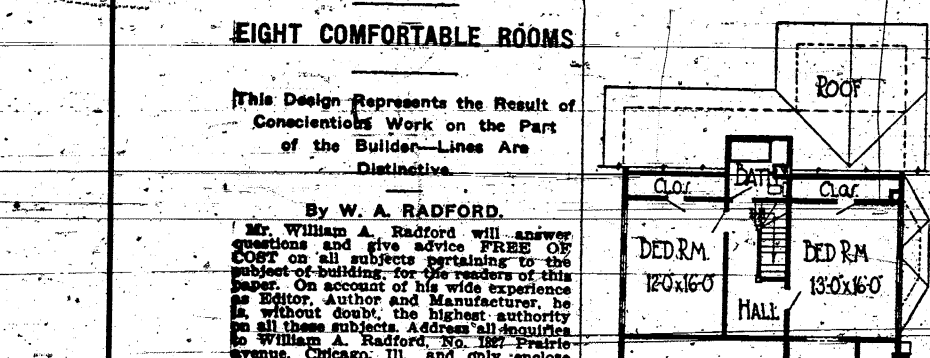 EIGHT COMFORTABLE ROOMS
This Design Represents the Result of
Conscientious Work on the Part
of the Builder—Lines Are
Distinctive.
By W. A. RADFORD.
Mr. William A. Radford will answer
questions and give advice FREE OF
COST on all subjects pertaining to the
subject of building, for the readers of this
paper. On account of his wide experience
as Editor, Author and Manufacturer, he
is, without doubt, the highest authority
on all these subjects. Address all inquiries
to William A. Radford, No. 1827 Prairie
avenue, Chicago, Ill., and only enclose
ROOF
BATH
CLOS.
CLOS.
BED RM.
12'-0"x16'-0"
BED RM
13'-0"x16'-0"
HALL